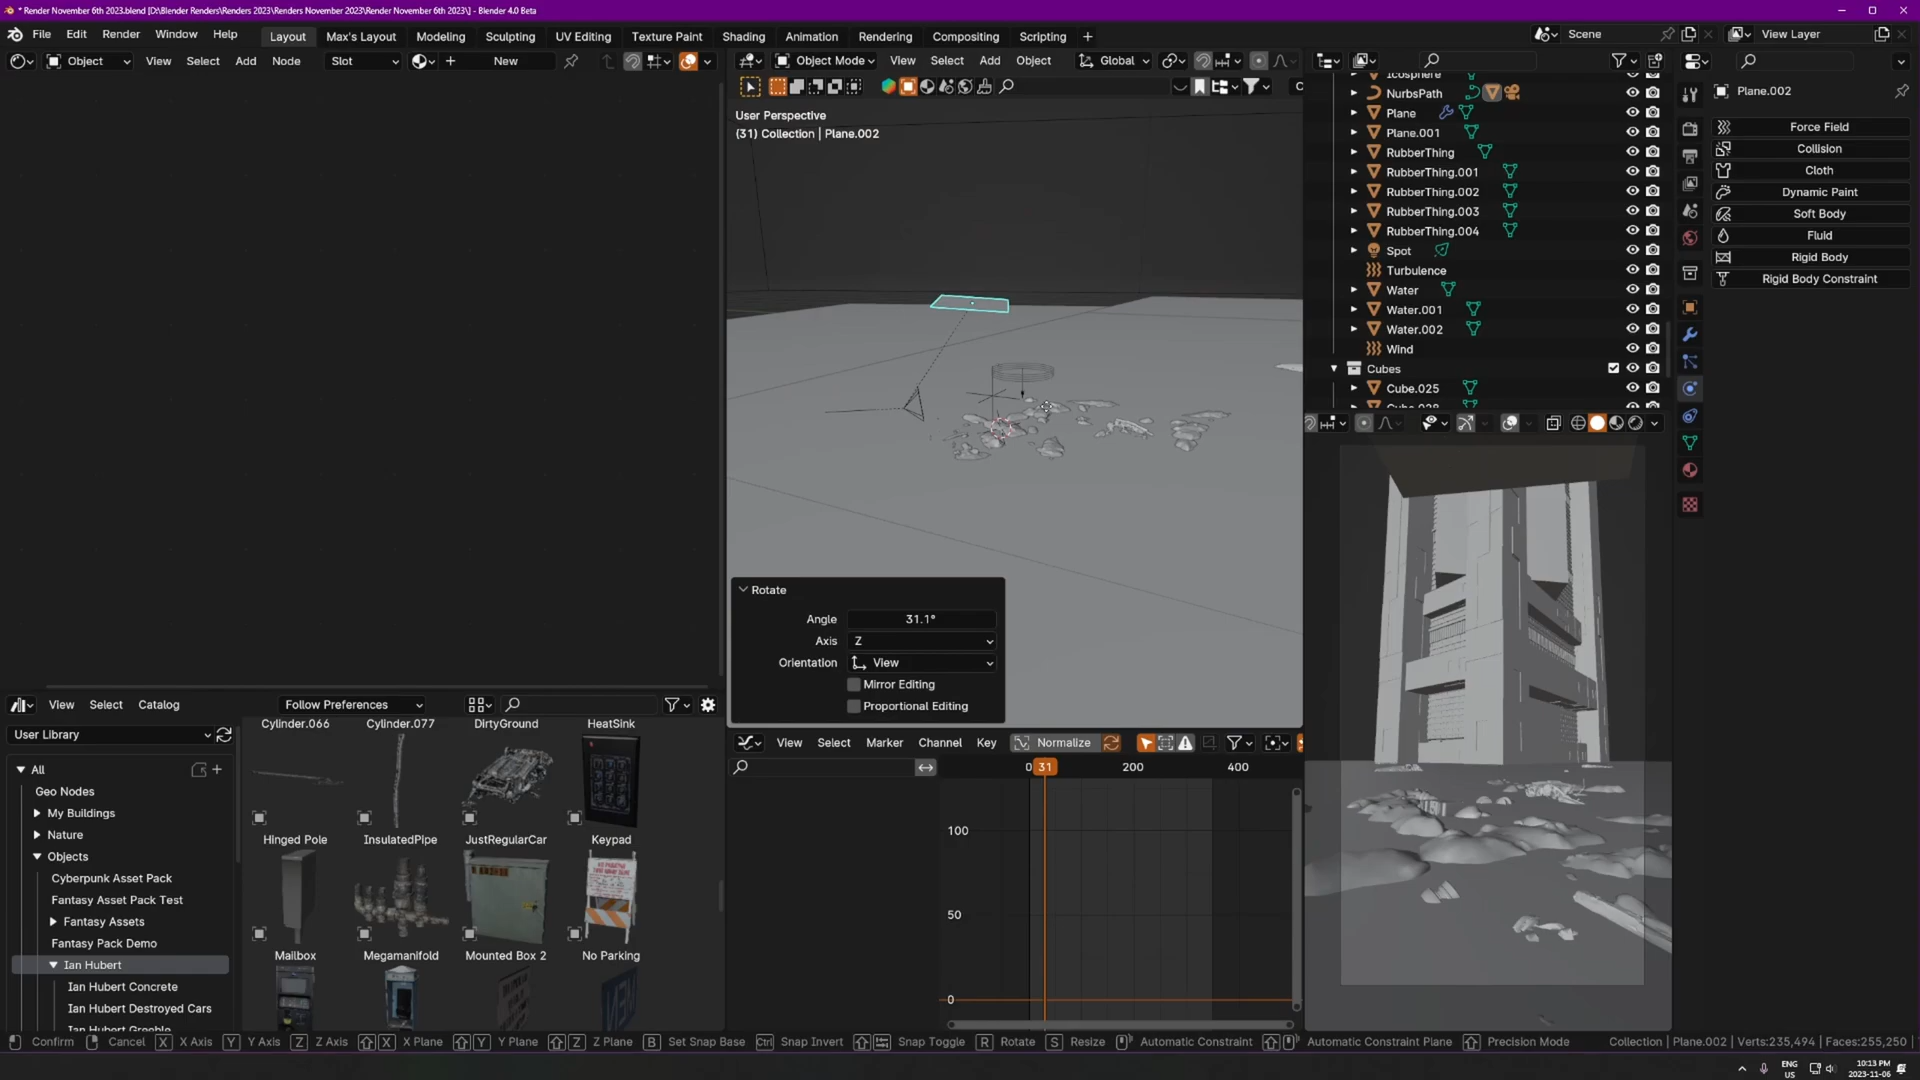 * Render November 6th 2023.blend [D:\Blender Renders\Renders 2023\Renders November 2023\Render November 6th 2023\] - Blender 4.0 Beta
File Edit Render Window Help Layout Max's Layout Modeling Sculpting UV Editing Texture Paint Shading Animation Rendering Compositing Scripting + Scene View Layer
Object View Select Add Node Slot New
Object Mode View Select Add Object Global
User Perspective
(31) Collection | Plane.002
NurbsPath
Plane
Plane.001
RubberThing
RubberThing.001
RubberThing.002
RubberThing.003
RubberThing.004
Spot
Turbulence
Water
Water.001
Water.002
Wind
Cubes
Cube.025
Plane.002
Force Field
Collision
Cloth
Dynamic Paint
Soft Body
Fluid
Rigid Body
Rigid Body Constraint
Rotate
Angle 31.1°
Axis Z
Orientation View
Mirror Editing
Proportional Editing
View Select Catalog Follow Preferences
User Library
All
Geo Nodes
My Buildings
Nature
Objects
Cyberpunk Asset Pack
Fantasy Asset Pack Test
Fantasy Assets
Fantasy Pack Demo
Ian Hubert
Ian Hubert Concrete
Ian Hubert Destroyed Cars
Ian Hubert Greeble
Cylinder.066 Cylinder.077 DirtyGround HeatSink
Hinged Pole InsulatedPipe JustRegularCar Keypad
Mailbox Megamanifold Mounted Box 2 No Parking
View Select Marker Channel Key Normalize
0 31 200 400
100
50
0
Confirm Cancel X X Axis Y Y Axis Z Z Axis X X Plane Y Y Plane Z Z Plane B Set Snap Base Ctrl Snap Invert Snap Toggle R Rotate S Resize Automatic Constraint Automatic Constraint Plane Precision Mode Collection | Plane.002 | Verts:235,494 | Faces:255,250
ENG
US
10:13 PM
2023-11-06